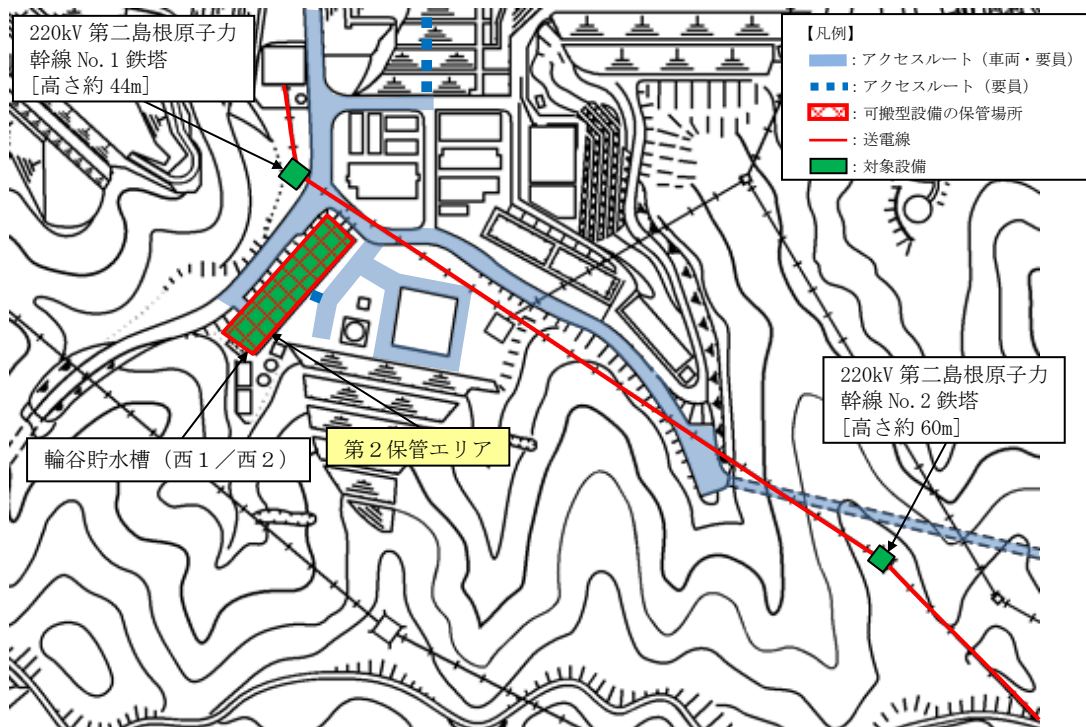 220kV 第二島根原子力
幹線 No.1 鉄塔
[高さ約 44m]
【凡例】
：アクセスルート（車両・要員）
：アクセスルート（要員）
：可搬型設備の保管場所
：送電線
：対象設備
220kV 第二島根原子力
幹線 No.2 鉄塔
[高さ約 60m]
輪谷貯水槽（西１／西２）
第２保管エリア